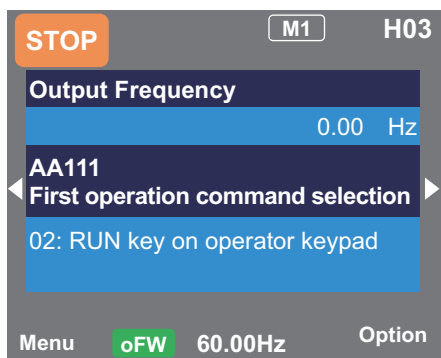 STOP M1 H03
Output Frequency
0.00 Hz
AA111
First operation command selection
02: RUN key on operator keypad
Menu oFW 60.00Hz Option